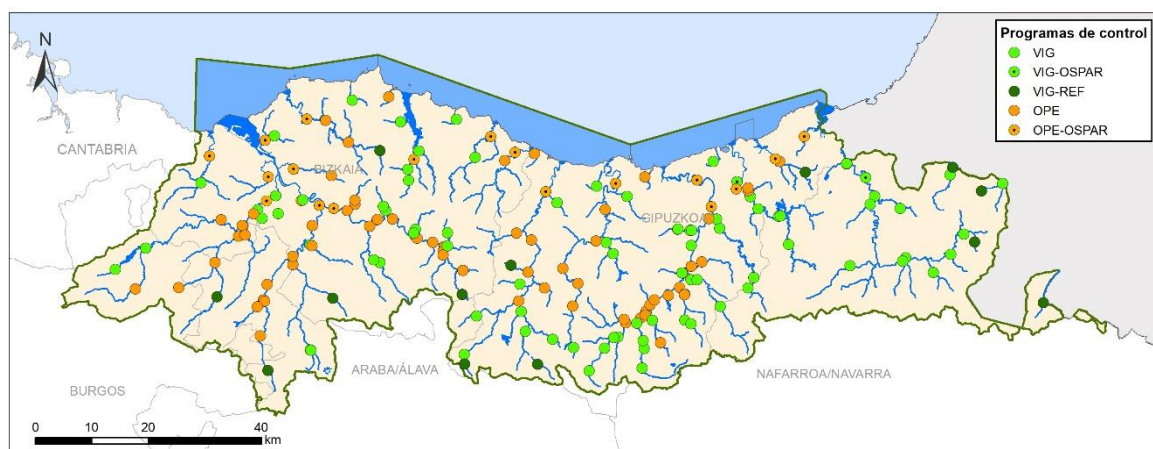 N
Programas de control
VIG
VIG-OSPAR
VIG-REF
OPE
OPE-OSPAR
CANTABRIA
BIZKAIA
GIPUZKOA
ARABA/ÁLAVA
NAFARROA/NAVARRA
BURGOS
0 10 20 40
km